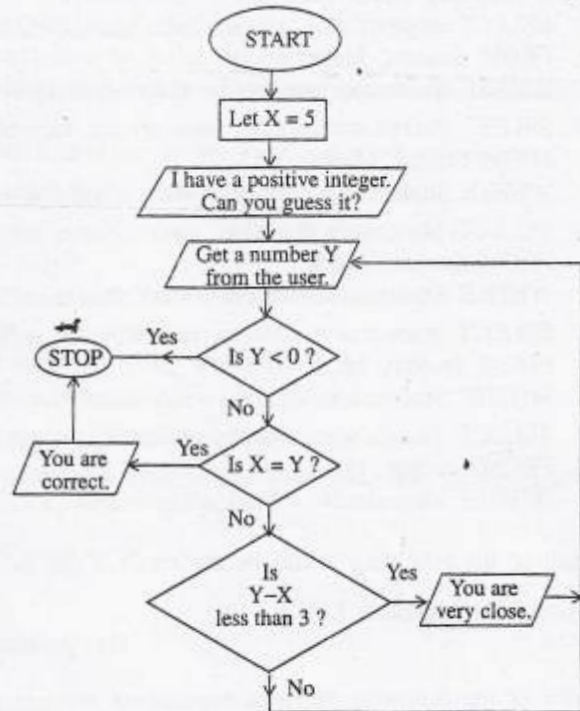 START
Let X = 5
I have a positive integer.
Can you guess it?
Get a number Y
from the user.
Yes
STOP
Is Y < 0 ?
No
Yes
You are
correct.
Is X = Y ?
No
Is
Y–X
less than 3 ?
Yes
You are
very close.
No